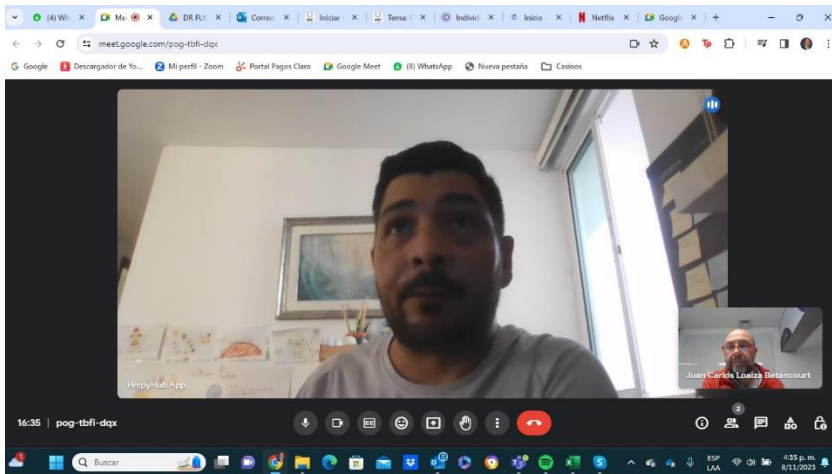 (4) Wh
Me
DR FLI
Correo
Iniciar
Tema: E
Individ
Inicio
Netflix
Googl
meet.google.com/pog-tbfi-dqx
Google
Descargador de Yo...
Mi perfil - Zoom
Portal Pagos Claro
Google Meet
(8) WhatsApp
Nueva pestaña
Casinos
HelpyHub App
Juan Carlos Loaiza Betancourt
16:35 | pog-tbfi-dqx
2
Buscar
ESP
LAA
4:35 p. m.
8/11/2023